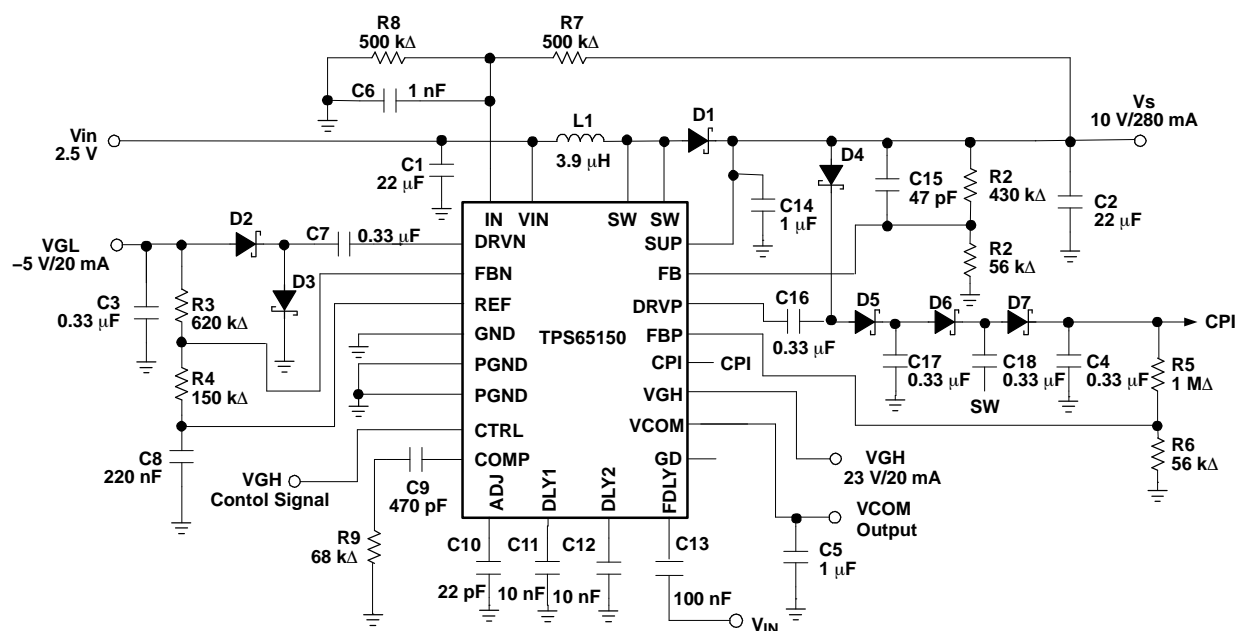 R8
500 kΔ
R7
500 kΔ
C6
1 nF
Vin
2.5 V
C1
22 μF
L1
3.9 μH
D1
Vs
10 V/280 mA
D4
C14
1 μF
C15
47 pF
R2
430 kΔ
C2
22 μF
R2
56 kΔ
VGL
–5 V/20 mA
D2
C7
0.33 μF
D3
C3
0.33 μF
R3
620 kΔ
R4
150 kΔ
C8
220 nF
IN
VIN
SW
SW
DRVN
FBN
REF
GND
PGND
PGND
CTRL
COMP
TPS65150
SUP
FB
DRVP
FBP
CPI
VGH
VCOM
GD
ADJ
DLY1
DLY2
FDLY
CPI
C16
0.33 μF
D5
D6
D7
CPI
C17
0.33 μF
C18
0.33 μF
SW
C4
0.33 μF
R5
1 MΔ
R6
56 kΔ
VGH
23 V/20 mA
VCOM
Output
C5
1 μF
VGH
Contol Signal
C9
470 pF
R9
68 kΔ
C10
22 pF
C11
10 nF
C12
10 nF
C13
100 nF
VIN